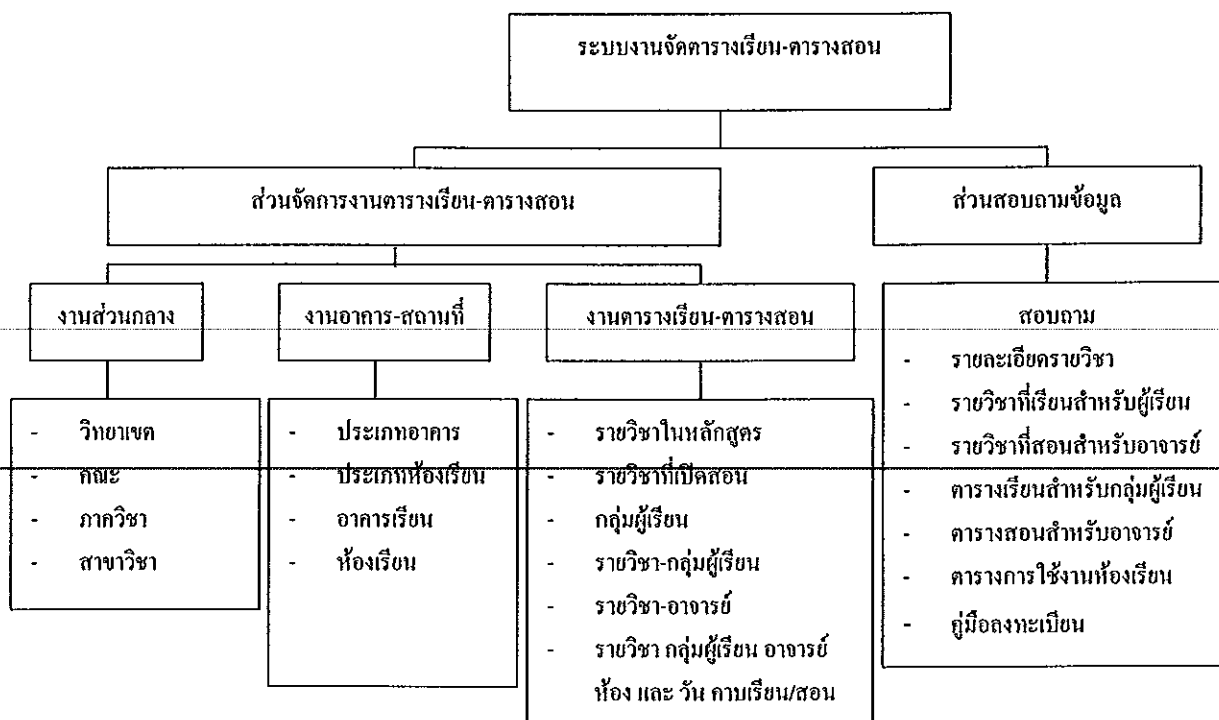 ระบบงานจัดตารางเรียน-ตารางสอน
ส่วนจัดการงานตารางเรียน-ตารางสอน
ส่วนสอบถามข้อมูล
งานส่วนกลาง
งานอาคาร-สถานที่
งานตารางเรียน-ตารางสอน
- วิทยาเขต
- คณะ
- ภาควิชา
- สาขาวิชา
- ประเภทอาคาร
- ประเภทห้องเรียน
- อาคารเรียน
- ห้องเรียน
- รายวิชาในหลักสูตร
- รายวิชาที่เปิดสอน
- กลุ่มผู้เรียน
- รายวิชา-กลุ่มผู้เรียน
- รายวิชา-อาจารย์
- รายวิชา กลุ่มผู้เรียน อาจารย์
ห้อง และ วัน คาบเรียน/สอน
สอบถาม
- รายละเอียดรายวิชา
- รายวิชาที่เรียนสำหรับผู้เรียน
- รายวิชาที่สอนสำหรับอาจารย์
- ตารางเรียนสำหรับกลุ่มผู้เรียน
- ตารางสอนสำหรับอาจารย์
- ตารางการใช้งานห้องเรียน
- คู่มือลงทะเบียน